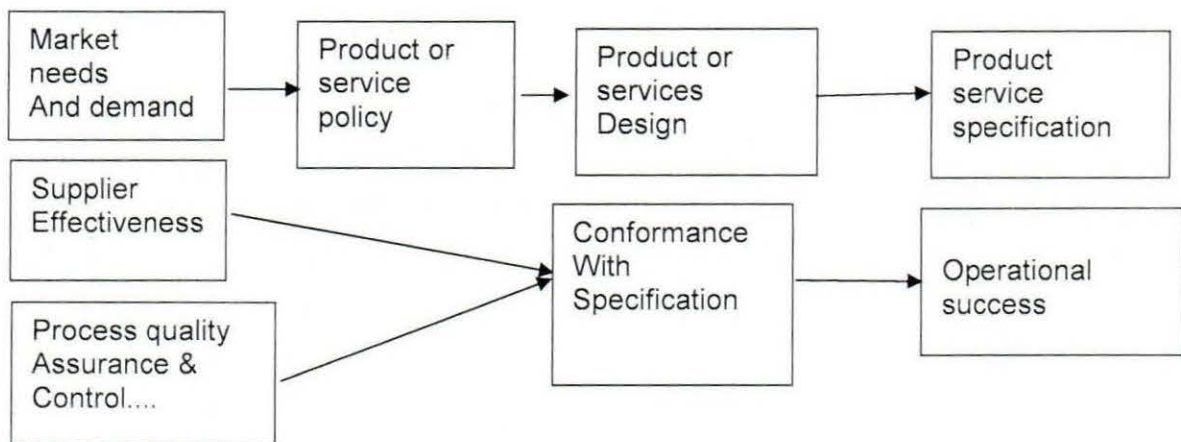 Market
needs
And demand
Product or
service
policy
Product or
services
Design
Product
service
specification
Supplier
Effectiveness
Conformance
With
Specification
Operational
success
Process quality
Assurance &
Control....